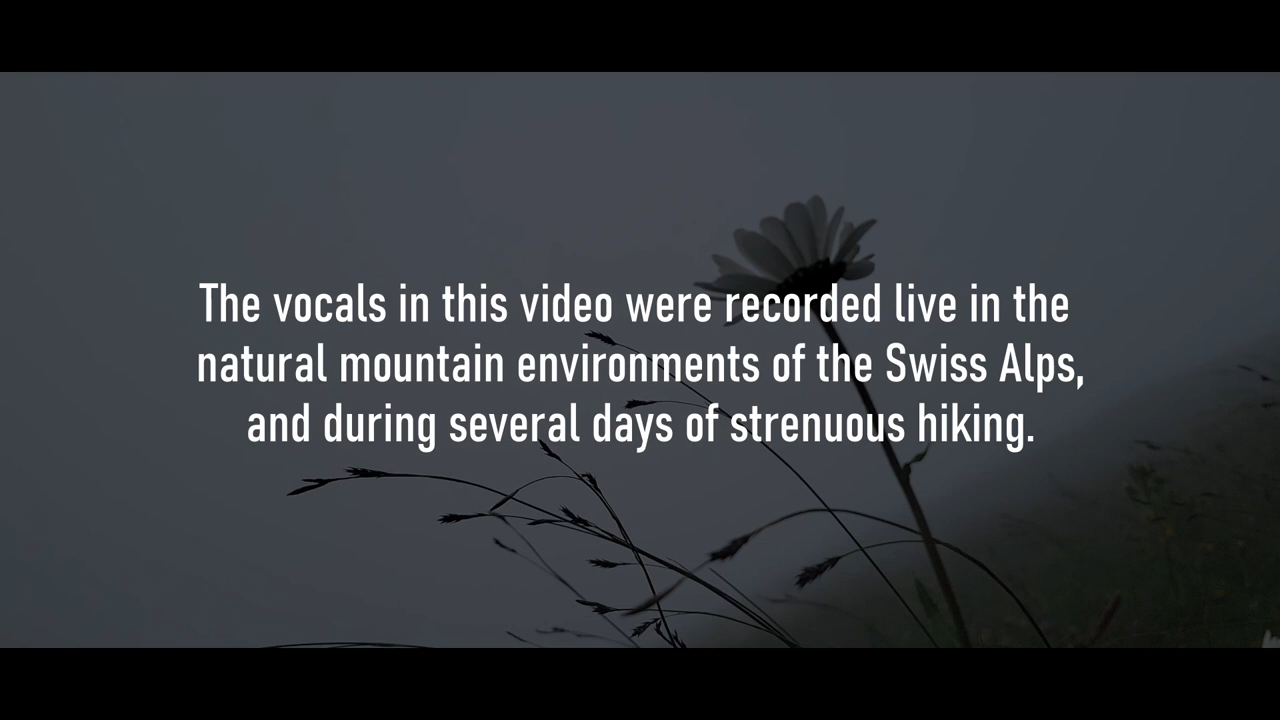 The vocals in this video were recorded live in the
natural mountain environments of the Swiss Alps,
and during several days of strenuous hiking.